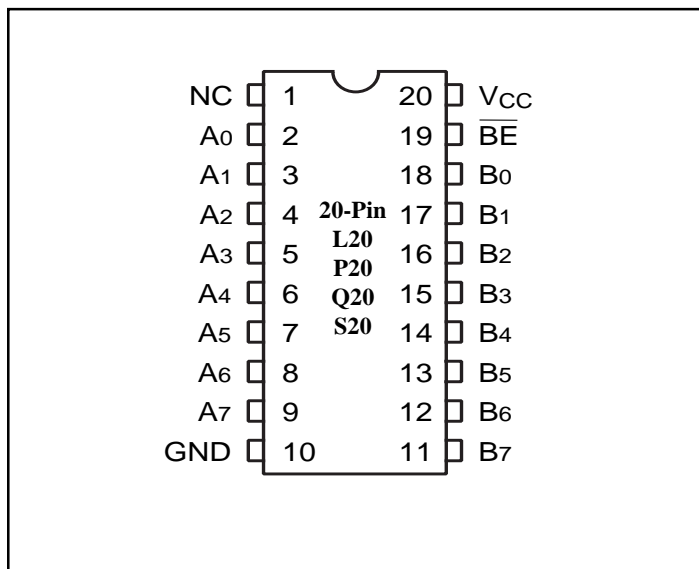 NC 1 20 VCC
A0 2 19 B̅E̅
A1 3 18 B0
A2 4 20-Pin 17 B1
L20
A3 5 16 B2
P20
A4 6 Q20 15 B3
A5 7 S20 14 B4
A6 8 13 B5
A7 9 12 B6
GND 10 11 B7